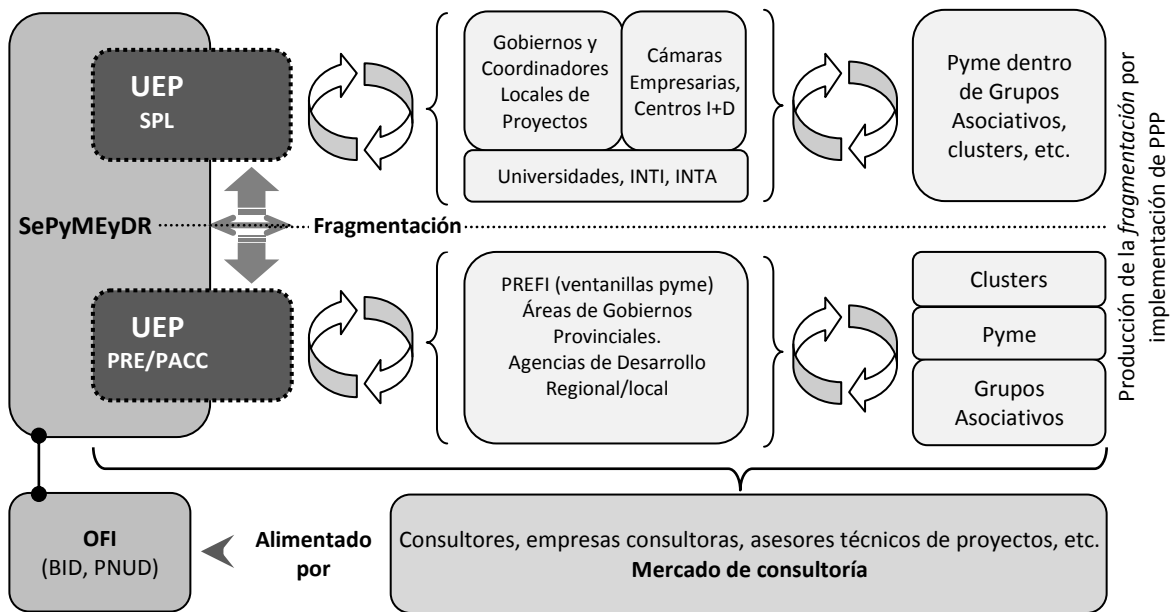 UEP
SPL
Gobiernos y
Coordinadores
Locales de
Proyectos
Cámaras
Empresarias,
Centros I+D
Universidades, INTI, INTA
Pyme dentro
de Grupos
Asociativos,
clusters, etc.
SePyMEyDR
Fragmentación
UEP
PRE/PACC
PREFI (ventanillas pyme)
Áreas de Gobiernos
Provinciales.
Agencias de Desarrollo
Regional/local
Clusters
Pyme
Grupos
Asociativos
Producción de la fragmentación por
implementación de PPP
OFI
(BID, PNUD)
Alimentado
por
Consultores, empresas consultoras, asesores técnicos de proyectos, etc.
Mercado de consultoría